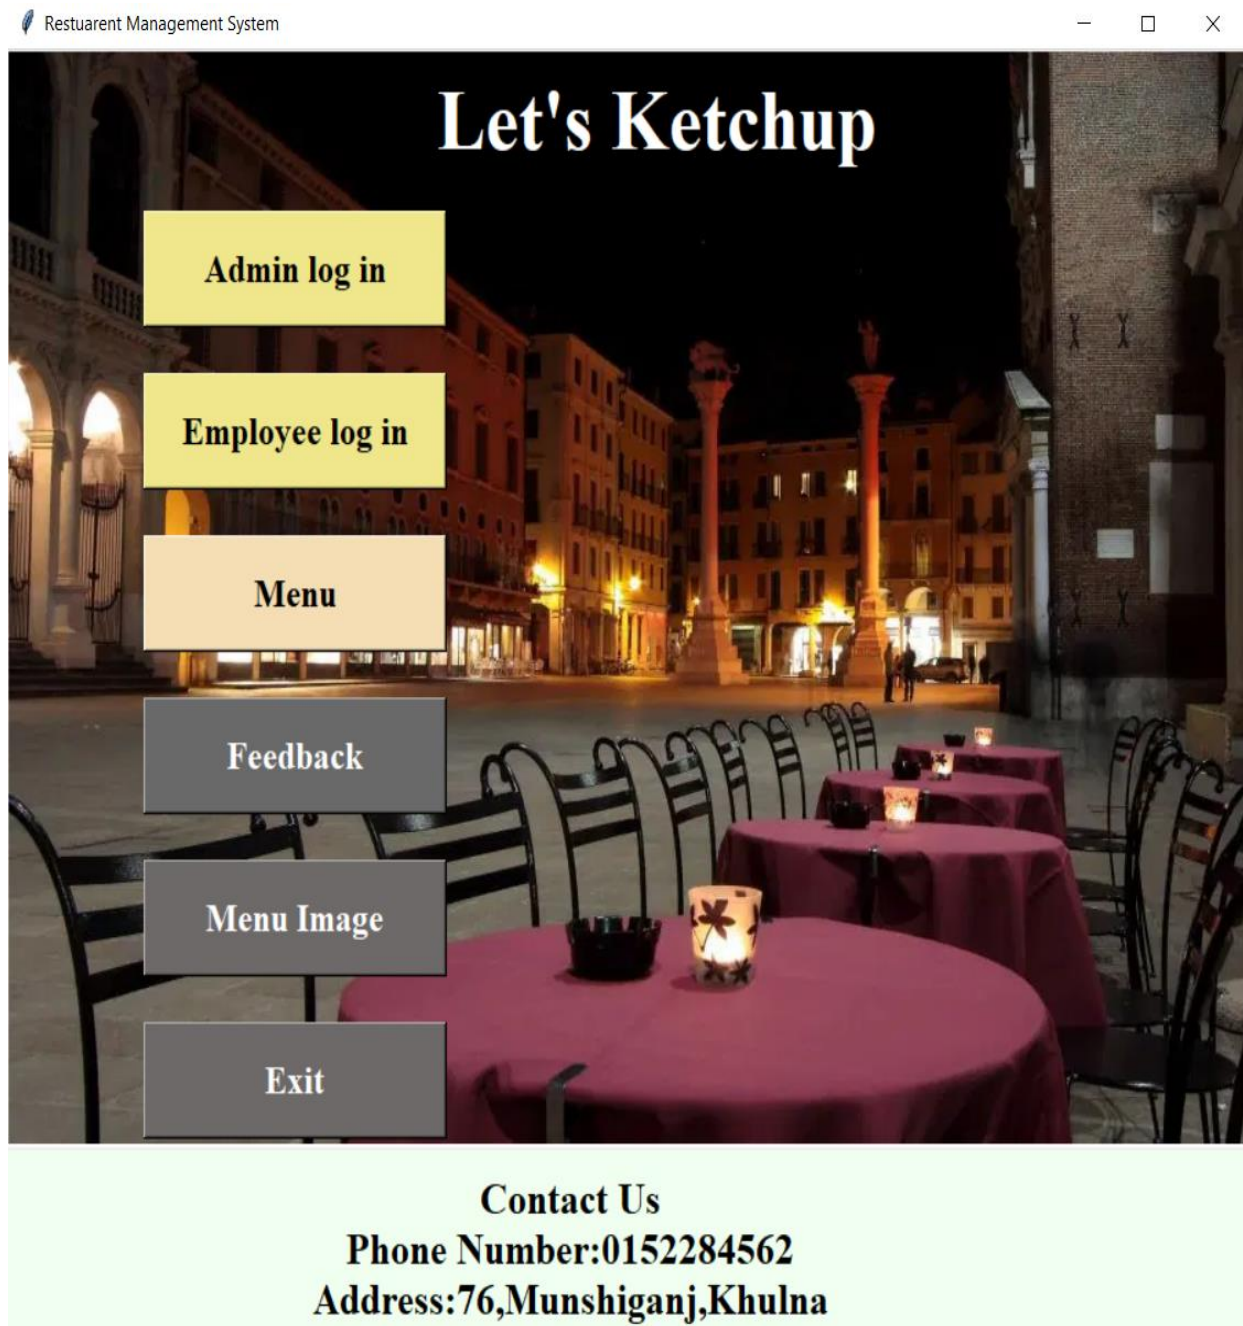 Restuarent Management System
Let's Ketchup
Admin log in
Employee log in
Menu
Feedback
Menu Image
Exit
Contact Us
Phone Number:0152284562
Address:76,Munshiganj,Khulna